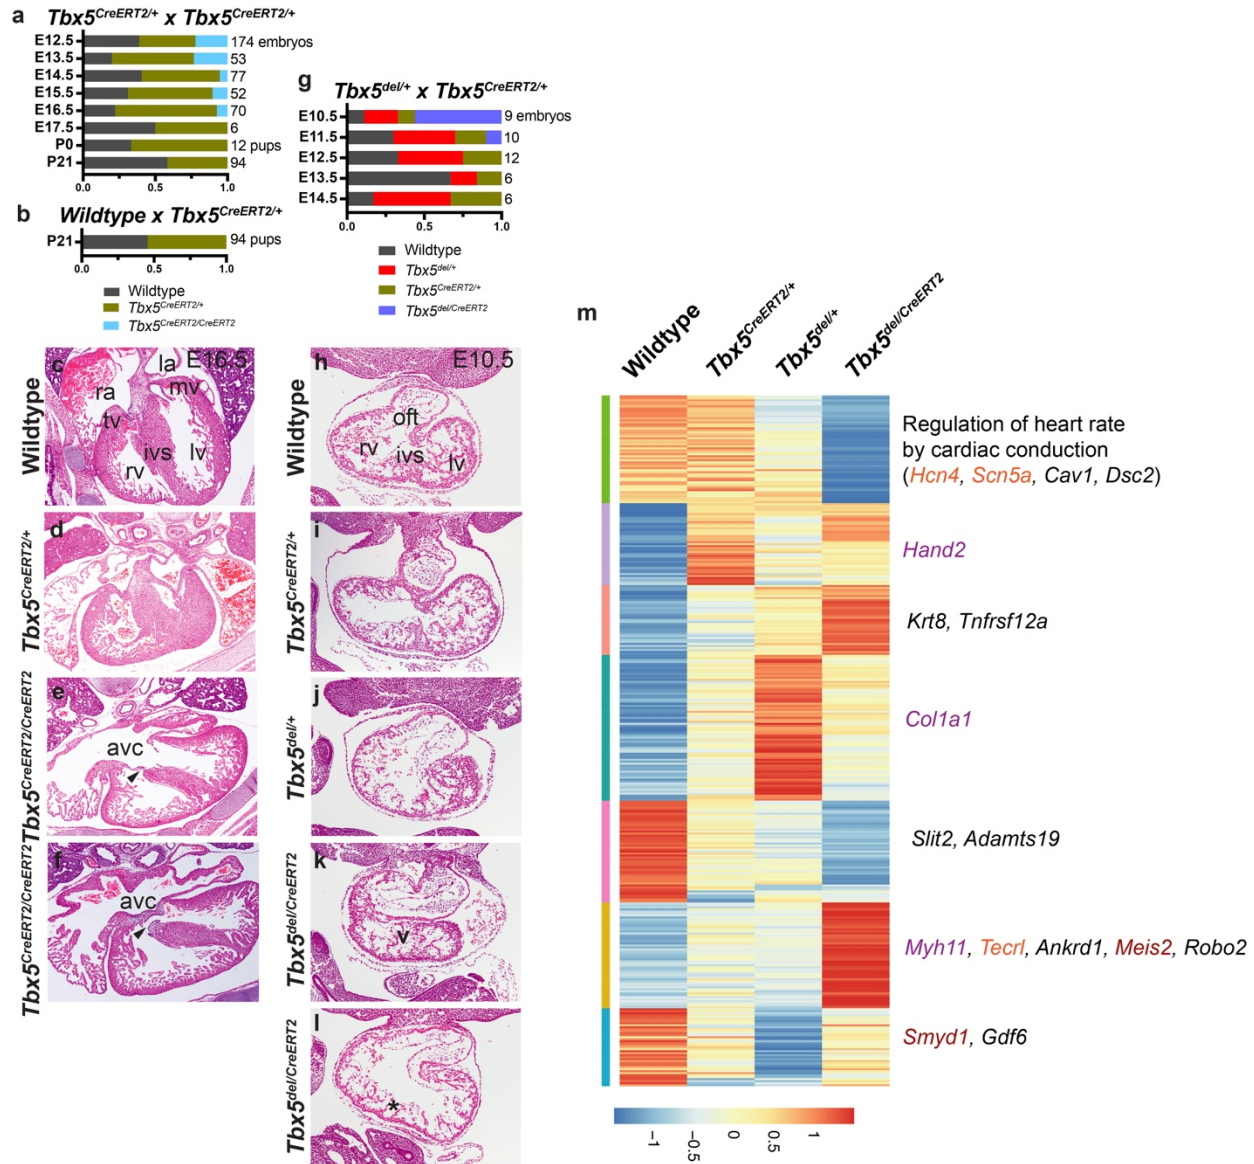 a
Tbx5CreERT2/+ x Tbx5CreERT2/+
E12.5 174 embryos
E13.5 53
E14.5 77
E15.5 52
E16.5 70
E17.5 6
P0 12 pups
P21 94
0.0 0.5 1.0
b
Wildtype x Tbx5CreERT2/+
P21 94 pups
0.0 0.5 1.0
Wildtype
Tbx5CreERT2/+
Tbx5CreERT2/CreERT2
g
Tbx5del/+ x Tbx5CreERT2/+
E10.5 9 embryos
E11.5 10
E12.5 12
E13.5 6
E14.5 6
0.0 0.5 1.0
Wildtype
Tbx5del/+
Tbx5CreERT2/+
Tbx5del/CreERT2
Wildtype
c
E16.5
la
ra
mv
tv
ivs
lv
rv
Tbx5CreERT2/+
d
Tbx5CreERT2/CreERT2
e
avc
Tbx5CreERT2/CreERT2
f
avc
Wildtype
h
E10.5
oft
rv
ivs
lv
Tbx5CreERT2/+
i
Tbx5del/+
j
Tbx5del/CreERT2
k
v
Tbx5del/CreERT2
l
*
m
Wildtype
Tbx5CreERT2/+
Tbx5del/+
Tbx5del/CreERT2
Regulation of heart rate
by cardiac conduction
(Hcn4, Scn5a, Cav1, Dsc2)
Hand2
Krt8, Tnfrsf12a
Col1a1
Slit2, Adamts19
Myh11, Tecrl, Ankrd1, Meis2, Robo2
Smyd1, Gdf6
−1 −0.5 0 0.5 1